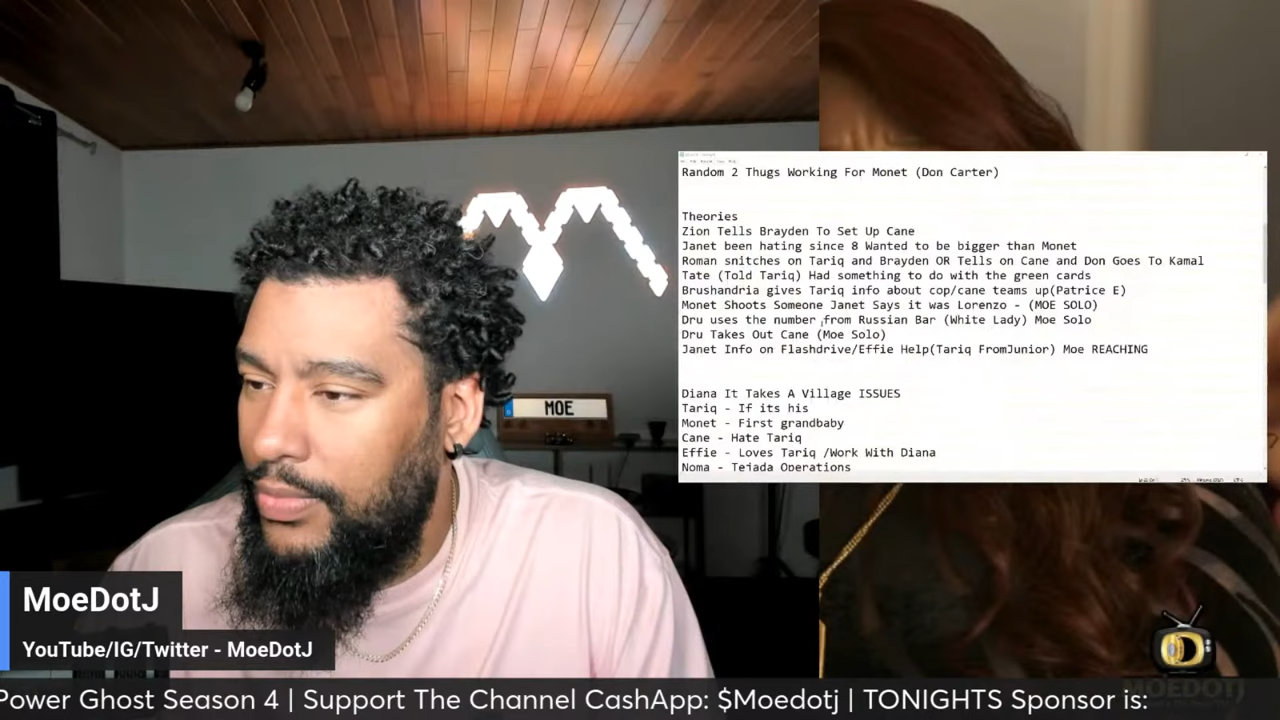 Random 2 Thugs Working For Monet (Don Carter)
Theories
Zion Tells Brayden To Set Up Cane
Janet been hating since 8 Wanted to be bigger than Monet
Roman snitches on Tariq and Brayden OR Tells on Cane and Don Goes To Kamal
Tate (Told Tariq) Had something to do with the green cards
Brushandria gives Tariq info about cop/cane teams up(Patrice E)
Monet Shoots Someone Janet Says it was Lorenzo - (MOE SOLO)
Dru uses the number from Russian Bar (White Lady) Moe Solo
Dru Takes Out Cane (Moe Solo)
Janet Info on Flashdrive/Effie Help(Tariq FromJunior) Moe REACHING
Diana It Takes A Village ISSUES
Tariq - If its his
Monet - First grandbaby
Cane - Hate Tariq
Effie - Loves Tariq /Work With Diana
Noma - Tejada Operations
MOE
MoeDotJ
YouTube/IG/Twitter - MoeDotJ
MOEDOTJ
Power Ghost Season 4 | Support The Channel CashApp: $Moedotj | TONIGHTS Sponsor is: